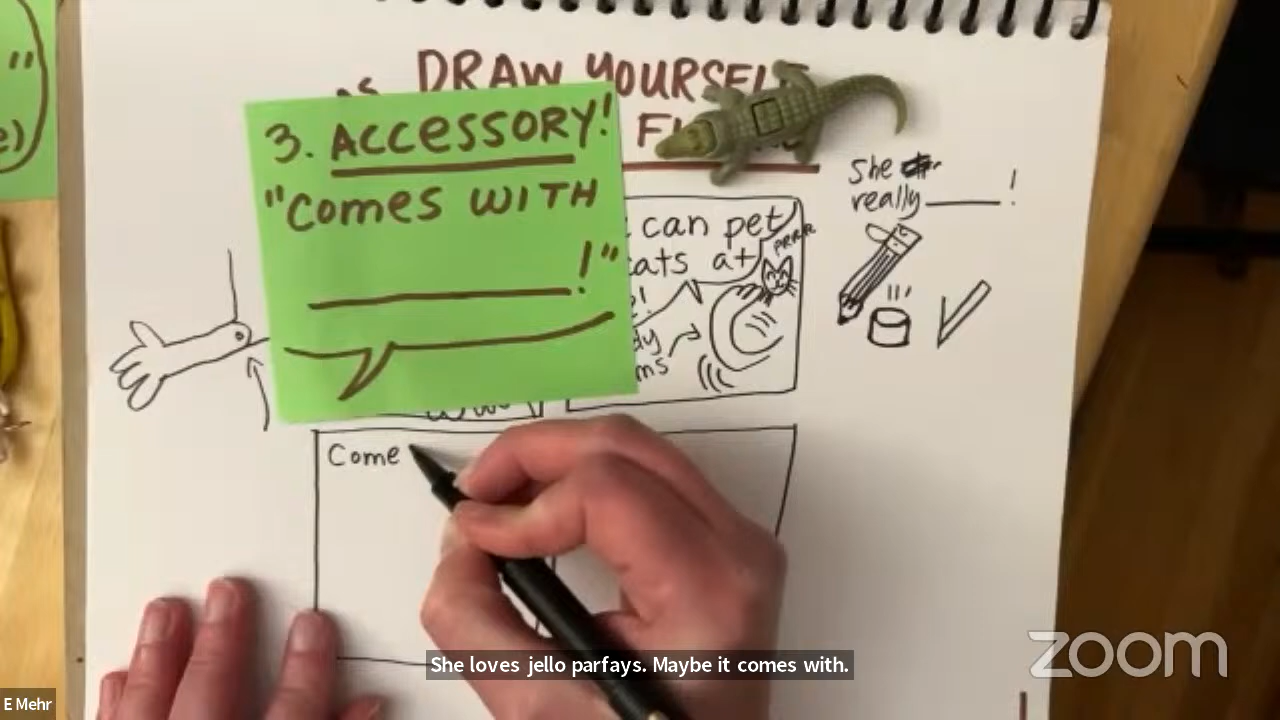 DRAW YOURSELF
3. ACCESSORY!
"Comes WITH
!"
can pet
cats at
PRRR
she
really !
Come
She loves jello parfays. Maybe it comes with.
zoom
E Mehr